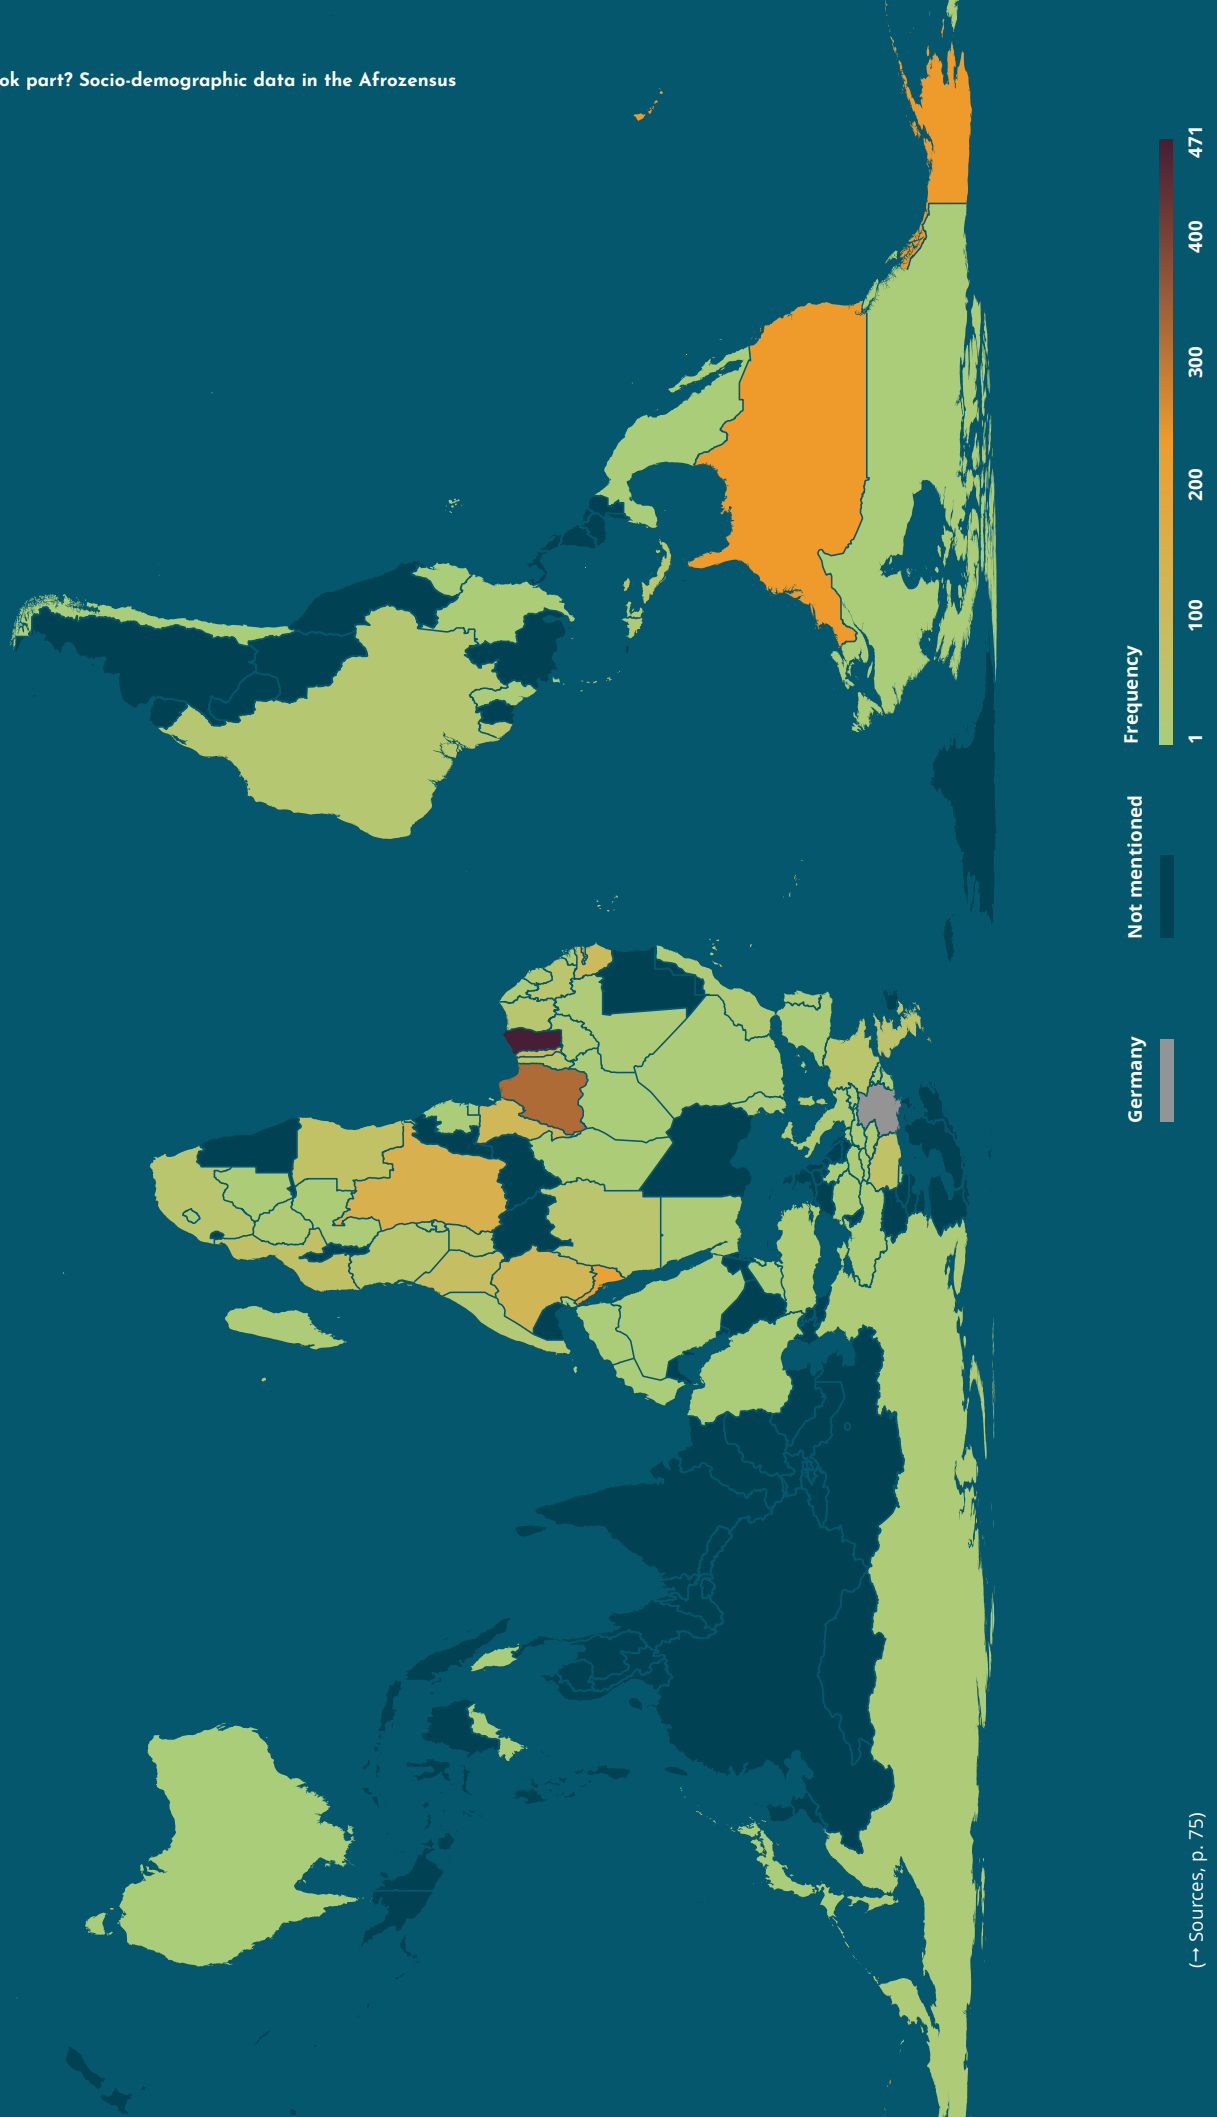 ok part? Socio-demographic data in the Afrozensus
Germany
Not mentioned
Frequency
1
100
200
300
400
471
(→ Sources, p. 75)